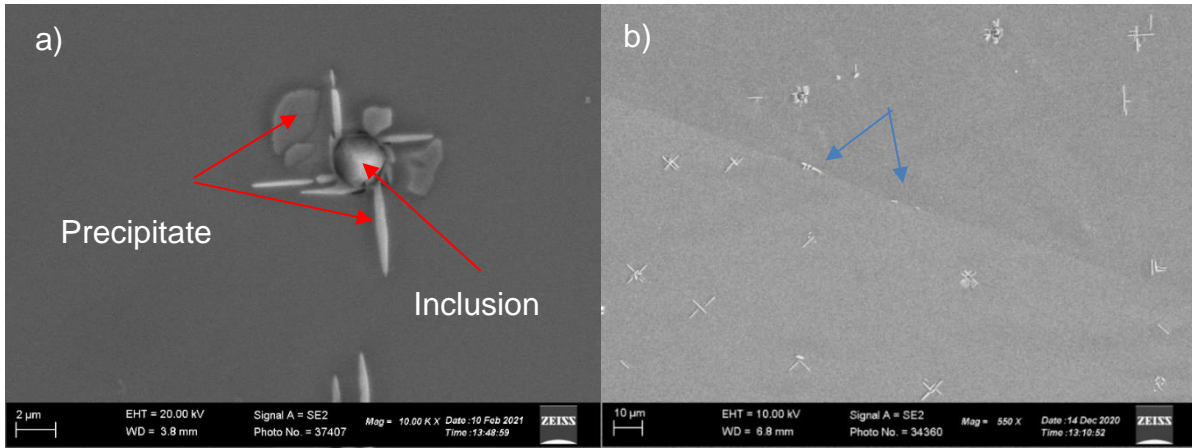 a)
Precipitate
Inclusion
2 µm
EHT = 20.00 kV
WD = 3.8 mm
Signal A = SE2
Photo No. = 37407
Mag = 10.00 K X
Date :10 Feb 2021
Time :13:48:59
ZEISS
b)
10 µm
EHT = 10.00 kV
WD = 6.8 mm
Signal A = SE2
Photo No. = 34360
Mag = 550 X
Date :14 Dec 2020
Time :13:10:52
ZEISS